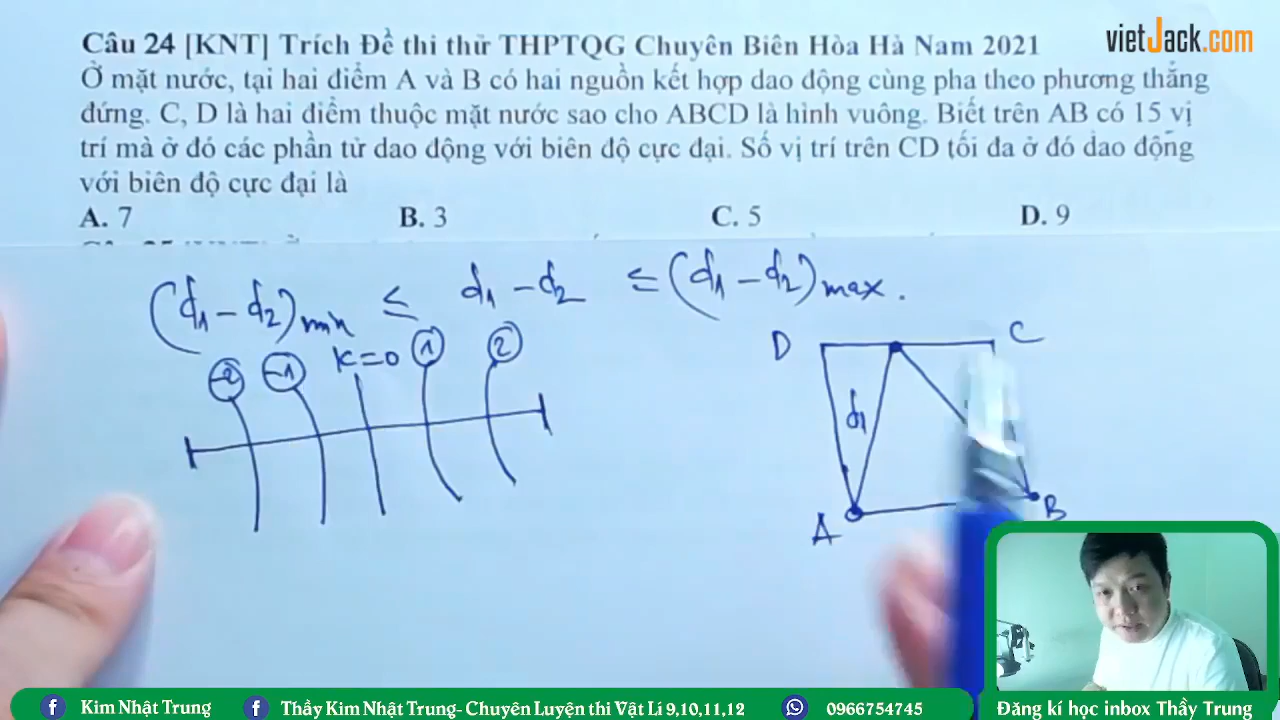 vietJack.com
Câu 24 [KNT] Trích Đề thi thử THPTQG Chuyên Biên Hòa Hà Nam 2021
Ở mặt nước, tại hai điểm A và B có hai nguồn kết hợp dao động cùng pha theo phương thẳng
đứng. C, D là hai điểm thuộc mặt nước sao cho ABCD là hình vuông. Biết trên AB có 15 vị
trí mà ở đó các phần tử dao động với biên độ cực đại. Số vị trí trên CD tối đa ở đó dao động
với biên độ cực đại là
A. 7 B. 3 C. 5 D. 9
(d1 - d2)min ≤ d1 - d2 ≤ (d1 - d2)max.
-2 -1 K=0 1 2
D C
d1
A B
Kim Nhật Trung Thầy Kim Nhật Trung- Chuyên Luyện thi Vật Lí 9,10,11,12 0966754745 Đăng kí học inbox Thầy Trung